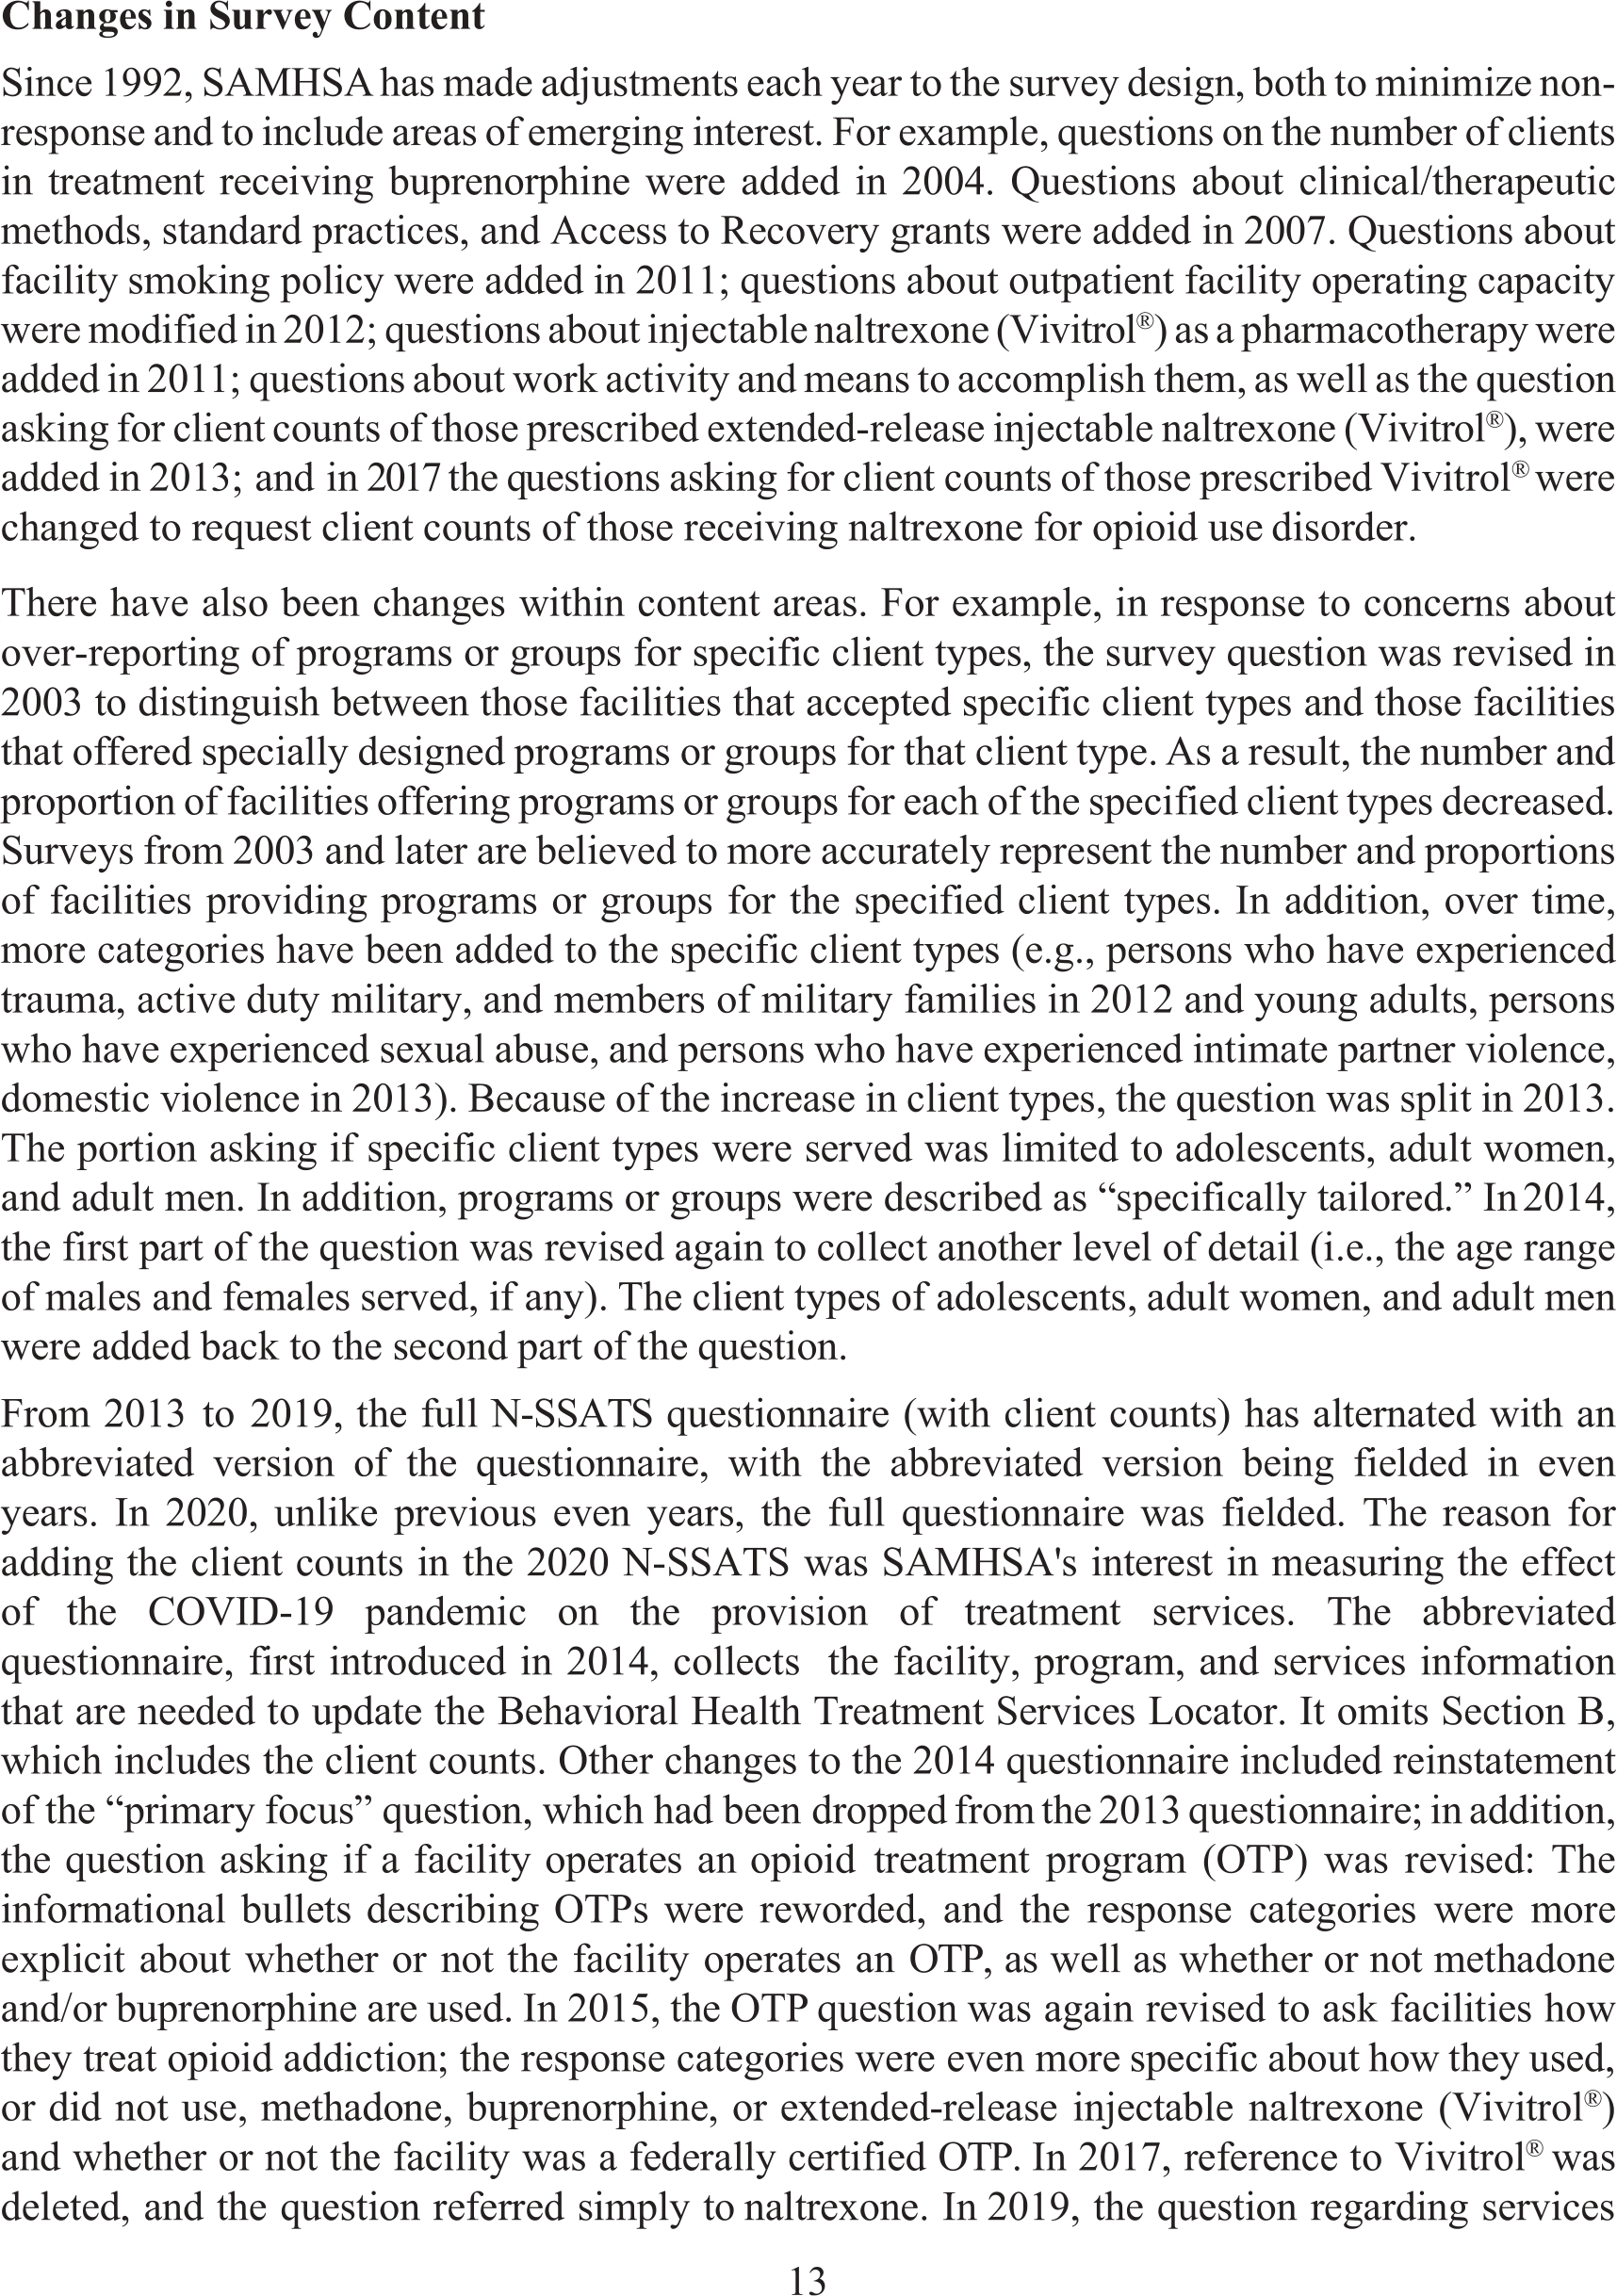 Changes in Survey Content
Since 1992, SAMHSA has made adjustments each year to the survey design, both to minimize non-
response and to include areas of emerging interest. For example, questions on the number of clients
in treatment receiving buprenorphine were added in 2004. Questions about clinical/therapeutic
methods, standard practices, and Access to Recovery grants were added in 2007. Questions about
facility smoking policy were added in 2011; questions about outpatient facility operating capacity
were modified in 2012; questions about injectable naltrexone (Vivitrol®) as a pharmacotherapy were
added in 2011; questions about work activity and means to accomplish them, as well as the question
asking for client counts of those prescribed extended-release injectable naltrexone (Vivitrol®), were
added in 2013; and in 2017 the questions asking for client counts of those prescribed Vivitrol® were
changed to request client counts of those receiving naltrexone for opioid use disorder.
There have also been changes within content areas. For example, in response to concerns about
over-reporting of programs or groups for specific client types, the survey question was revised in
2003 to distinguish between those facilities that accepted specific client types and those facilities
that offered specially designed programs or groups for that client type. As a result, the number and
proportion of facilities offering programs or groups for each of the specified client types decreased.
Surveys from 2003 and later are believed to more accurately represent the number and proportions
of facilities providing programs or groups for the specified client types. In addition, over time,
more categories have been added to the specific client types (e.g., persons who have experienced
trauma, active duty military, and members of military families in 2012 and young adults, persons
who have experienced sexual abuse, and persons who have experienced intimate partner violence,
domestic violence in 2013). Because of the increase in client types, the question was split in 2013.
The portion asking if specific client types were served was limited to adolescents, adult women,
and adult men. In addition, programs or groups were described as “specifically tailored.” In 2014,
the first part of the question was revised again to collect another level of detail (i.e., the age range
of males and females served, if any). The client types of adolescents, adult women, and adult men
were added back to the second part of the question.
From 2013 to 2019, the full N-SSATS questionnaire (with client counts) has alternated with an
abbreviated version of the questionnaire, with the abbreviated version being fielded in even
years. In 2020, unlike previous even years, the full questionnaire was fielded. The reason for
adding the client counts in the 2020 N-SSATS was SAMHSA's interest in measuring the effect
of the COVID-19 pandemic on the provision of treatment services. The abbreviated
questionnaire, first introduced in 2014, collects the facility, program, and services information
that are needed to update the Behavioral Health Treatment Services Locator. It omits Section B,
which includes the client counts. Other changes to the 2014 questionnaire included reinstatement
of the “primary focus” question, which had been dropped from the 2013 questionnaire; in addition,
the question asking if a facility operates an opioid treatment program (OTP) was revised: The
informational bullets describing OTPs were reworded, and the response categories were more
explicit about whether or not the facility operates an OTP, as well as whether or not methadone
and/or buprenorphine are used. In 2015, the OTP question was again revised to ask facilities how
they treat opioid addiction; the response categories were even more specific about how they used,
or did not use, methadone, buprenorphine, or extended-release injectable naltrexone (Vivitrol®)
and whether or not the facility was a federally certified OTP. In 2017, reference to Vivitrol® was
deleted, and the question referred simply to naltrexone. In 2019, the question regarding services
13